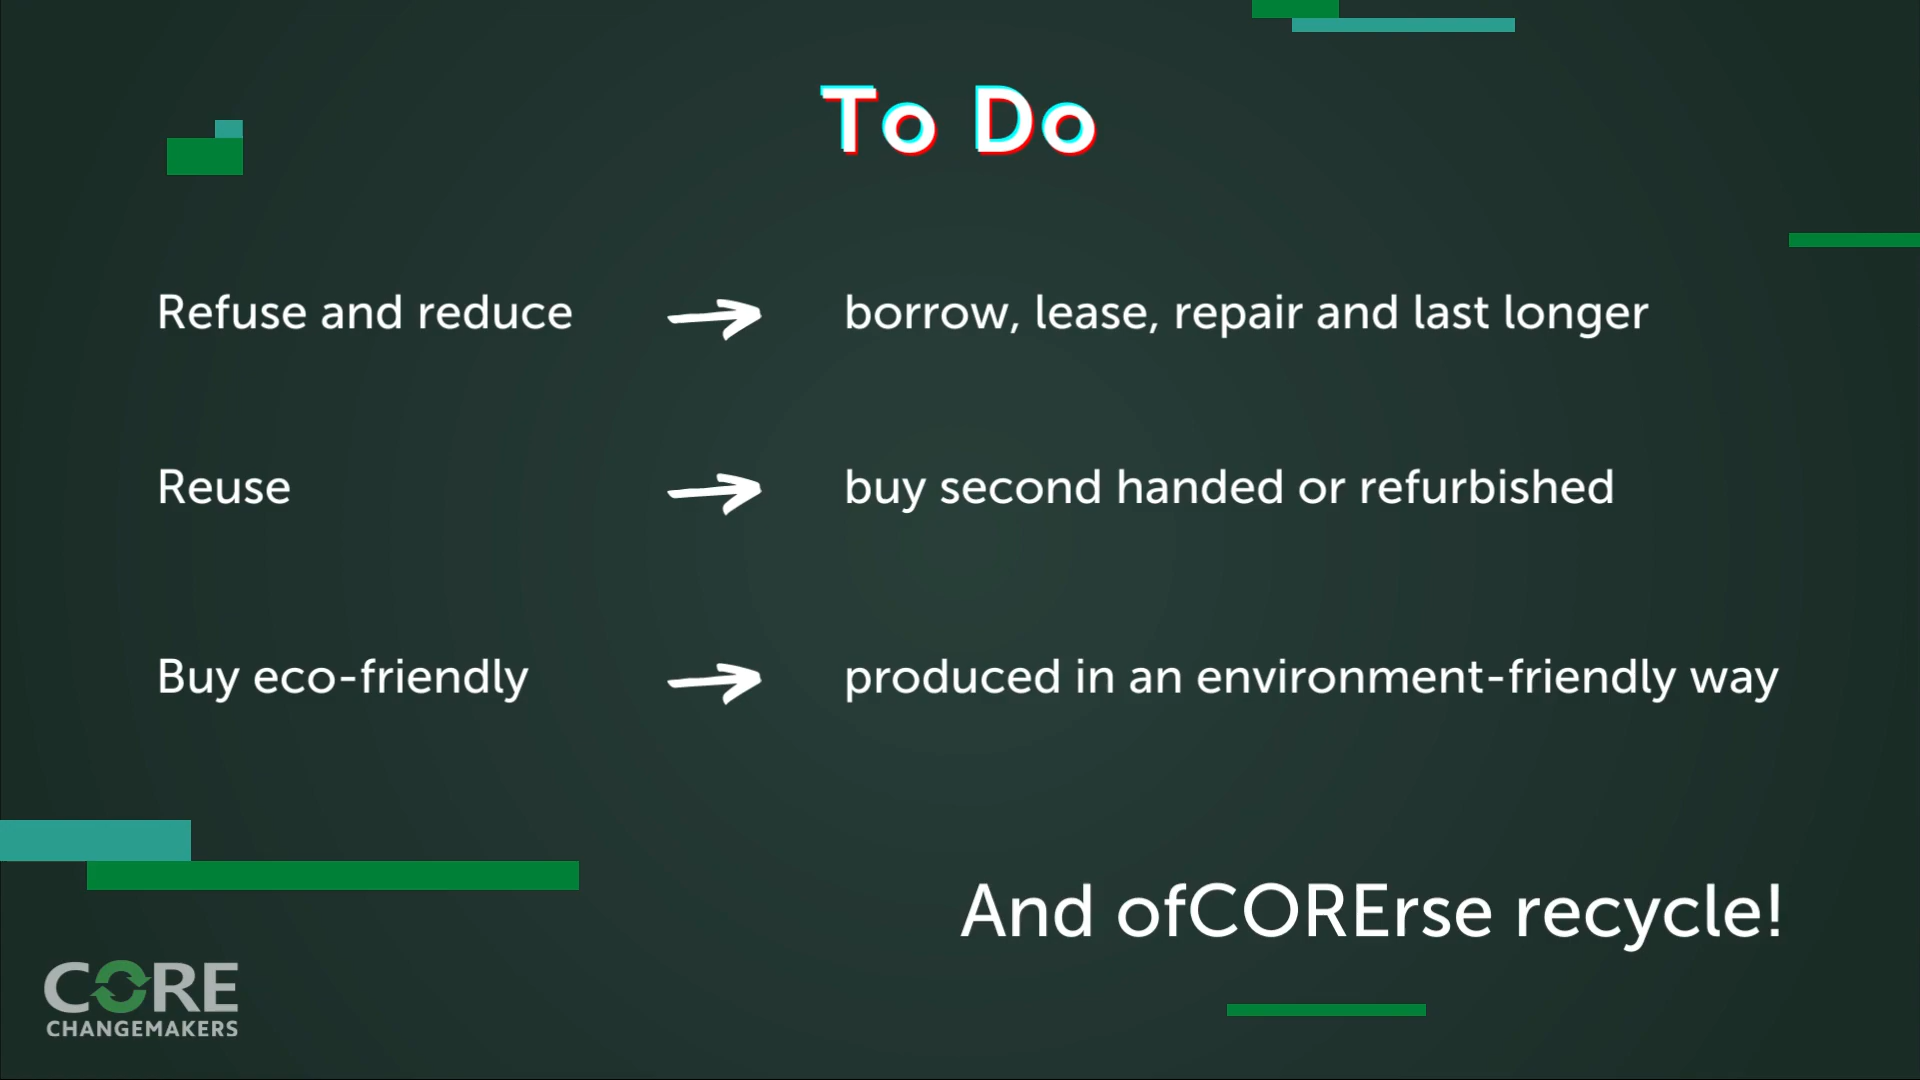 To Do
Refuse and reduce → borrow, lease, repair and last longer
Reuse → buy second handed or refurbished
Buy eco-friendly → produced in an environment-friendly way
And ofCORErse recycle!
CORE
CHANGEMAKERS